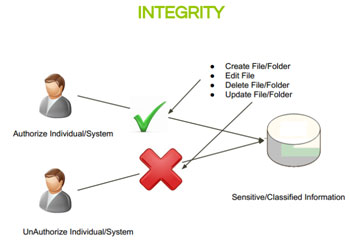 INTEGRITY
Create File/Folder
Edit File
Delete File/Folder
Update File/Folder
Authorize Individual/System
Sensitive/Classified Information
UnAuthorize Individual/System